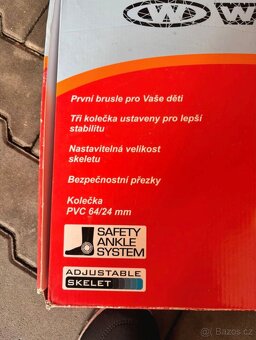 W W
První brusle pro Vaše děti
Tři kolečka ustaveny pro lepší
stabilitu
Nastavitelná velikost
skeletu
Bezpečnostní přezky
Kolečka
PVC 64/24 mm
SAFETY
ANKLE
SYSTEM
ADJUSTABLE
SKELET
Bazoš.cz